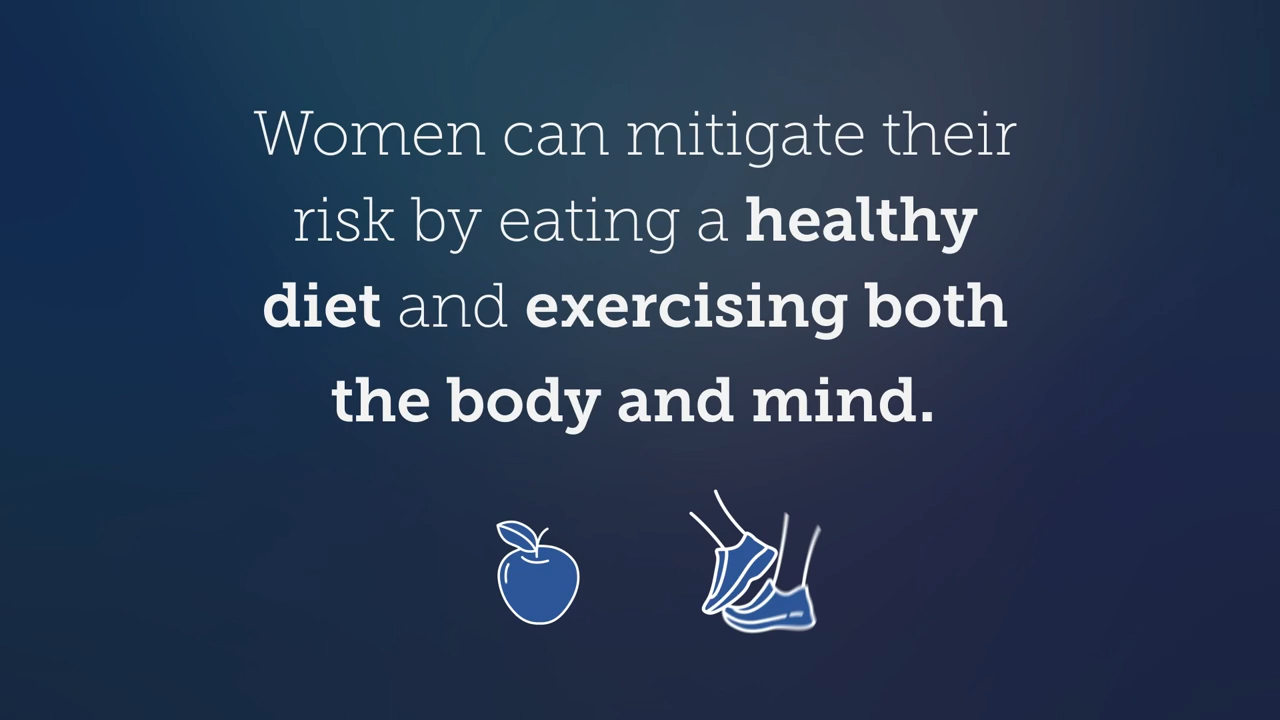 Women can mitigate their
risk by eating a healthy
diet and exercising both
the body and mind.